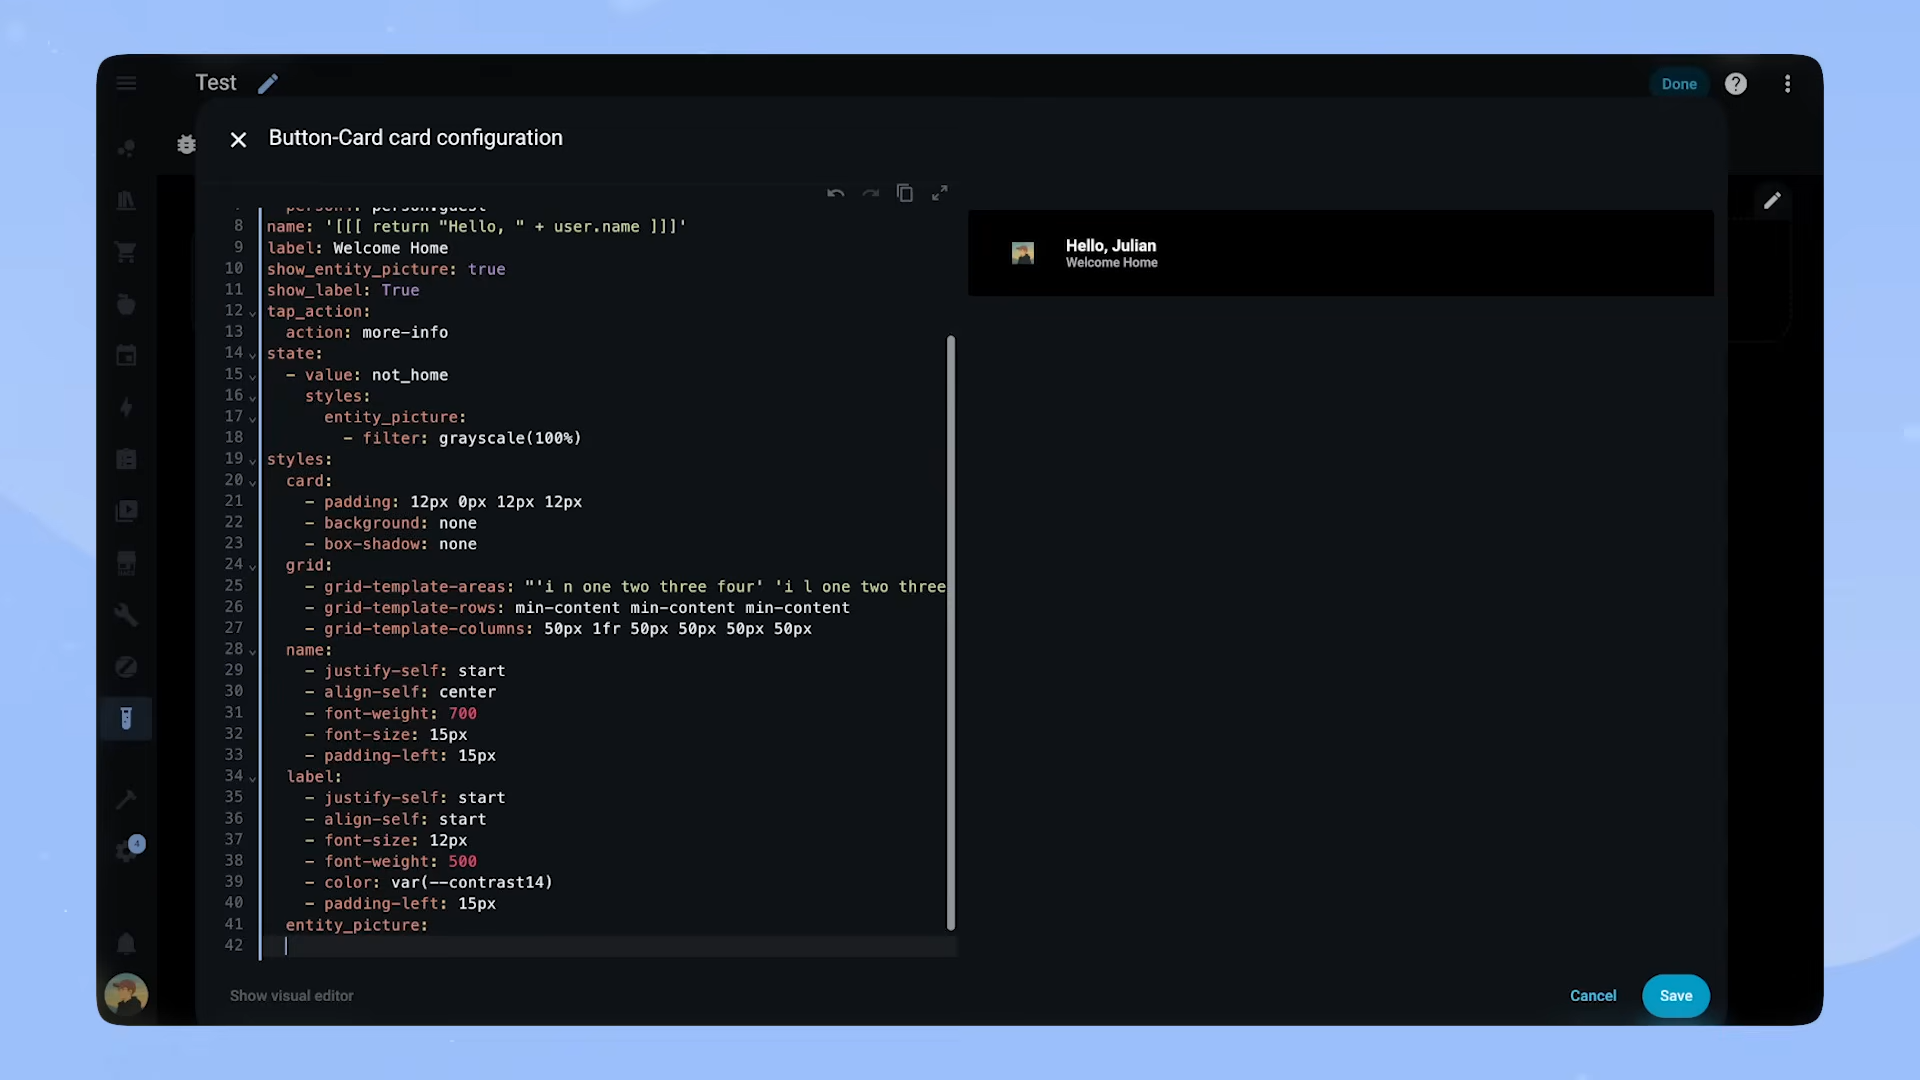 Test
Done
Button-Card card configuration
8 name: '[[[ return "Hello, " + user.name ]]]'
9 label: Welcome Home
10 show_entity_picture: true
11 show_label: True
12 tap_action:
13 action: more-info
14 state:
15 - value: not_home
16 styles:
17 entity_picture:
18 - filter: grayscale(100%)
19 styles:
20 card:
21 - padding: 12px 0px 12px 12px
22 - background: none
23 - box-shadow: none
24 grid:
25 - grid-template-areas: "'i n one two three four' 'i l one two three
26 - grid-template-rows: min-content min-content min-content
27 - grid-template-columns: 50px 1fr 50px 50px 50px 50px
28 name:
29 - justify-self: start
30 - align-self: center
31 - font-weight: 700
32 - font-size: 15px
33 - padding-left: 15px
34 label:
35 - justify-self: start
36 - align-self: start
37 - font-size: 12px
38 - font-weight: 500
39 - color: var(--contrast14)
40 - padding-left: 15px
41 entity_picture:
42
Hello, Julian
Welcome Home
4
Show visual editor
Cancel
Save